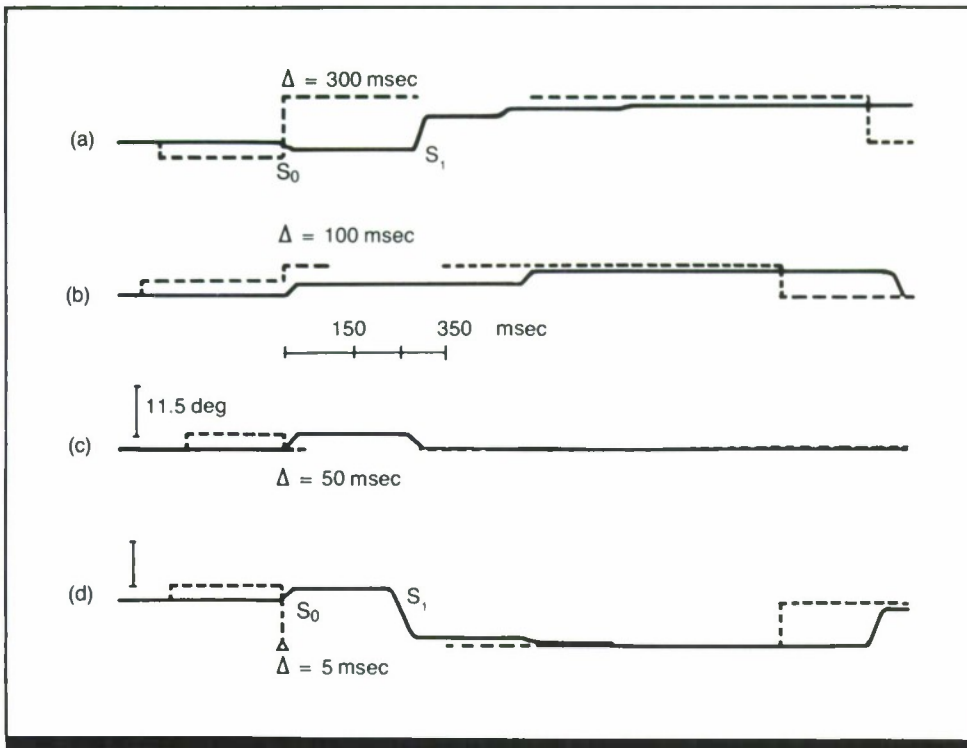 Δ = 300 msec
(a)
S₀
S₁
Δ = 100 msec
(b)
150 350 msec
11.5 deg
(c)
Δ = 50 msec
(d)
S₀
S₁
Δ = 5 msec